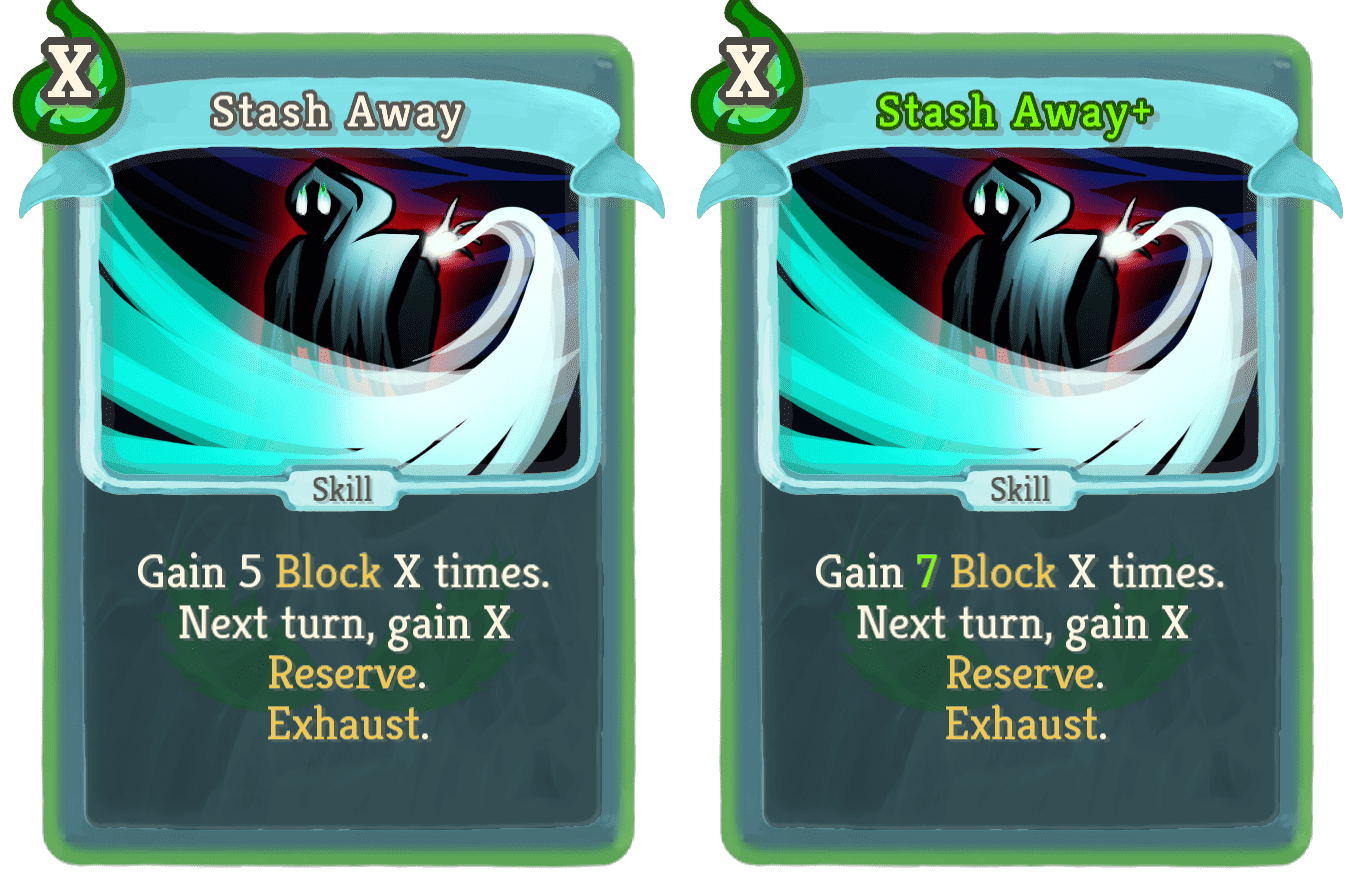 X
Stash Away
Skill
Gain 5 Block X times.
Next turn, gain X
Reserve.
Exhaust.
X
Stash Away+
Skill
Gain 7 Block X times.
Next turn, gain X
Reserve.
Exhaust.